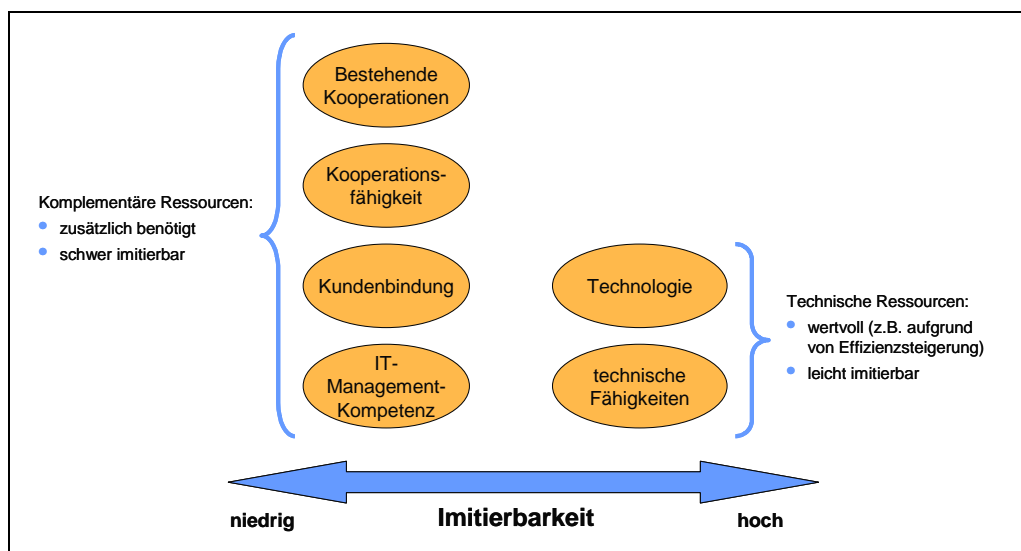 Bestehende
Kooperationen
Kooperations-
fähigkeit
Komplementäre Ressourcen:
• zusätzlich benötigt
• schwer imitierbar
Kundenbindung
IT-
Management-
Kompetenz
Technologie
technische
Fähigkeiten
Technische Ressourcen:
• wertvoll (z.B. aufgrund
von Effizienzsteigerung)
• leicht imitierbar
niedrig
Imitierbarkeit
hoch